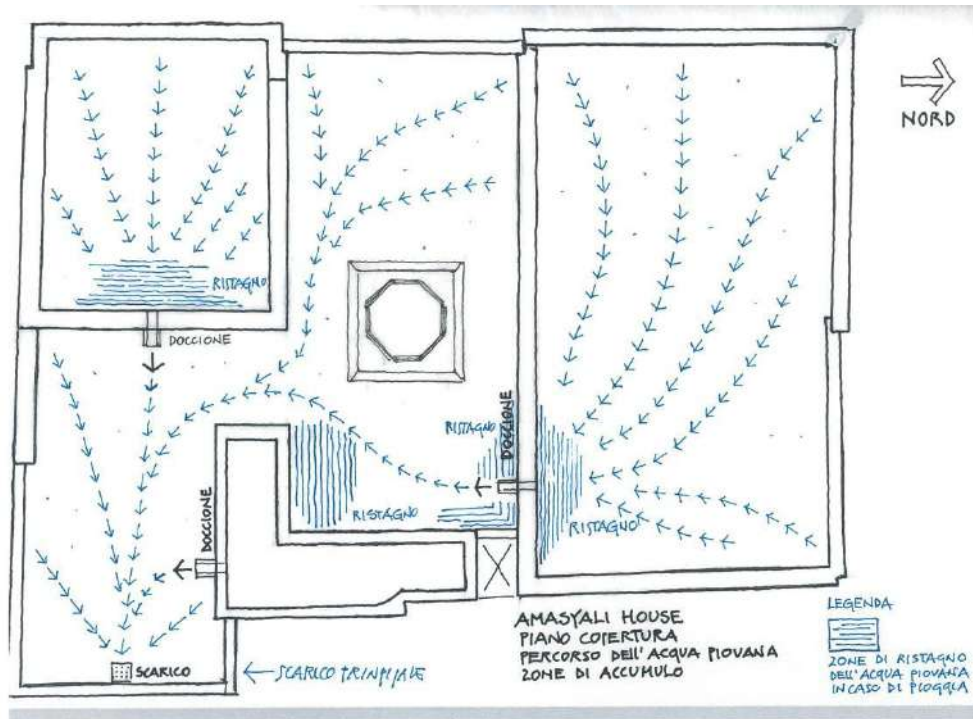 NORD
RISTAGNO
DOCCIONE
DOCCIONE
RISTAGNO
DOCCIONE
RISTAGNO
RISTAGNO
SCARICO
SCARICO
AMASYALI HOUSE
PIANO COPERTURA
PERCORSO DELL'ACQUA PIOVANA
ZONE DI ACCUMULO
LEGENDA
ZONE DI RISTAGNO
DELL'ACQUA PIOVANA
IN CASO DI PIOGGIA